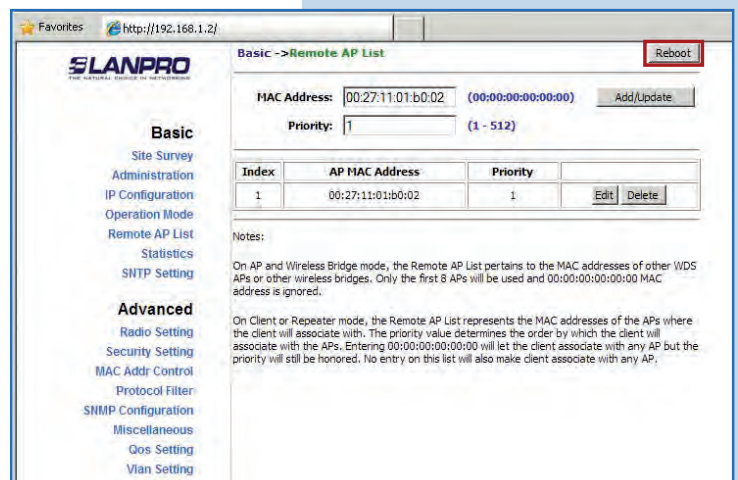 Favorites
http://192.168.1.2/
LANPRO
THE NATURAL CHOICE IN NETWORKING
Basic ->Remote AP List
Reboot
MAC Address: 00:27:11:01:b0:02 (00:00:00:00:00:00) Add/Update
Priority: 1 (1 - 512)
Basic
Site Survey
Administration
IP Configuration
Operation Mode
Remote AP List
Statistics
SNTP Setting
Advanced
Radio Setting
Security Setting
MAC Addr Control
Protocol Filter
SNMP Configuration
Miscellaneous
Qos Setting
Vlan Setting
Index AP MAC Address Priority
1 00:27:11:01:b0:02 1 Edit Delete
Notes:
On AP and Wireless Bridge mode, the Remote AP List pertains to the MAC addresses of other WDS
APs or other wireless bridges. Only the first 8 APs will be used and 00:00:00:00:00:00 MAC
address is ignored.
On Client or Repeater mode, the Remote AP List represents the MAC addresses of the APs where
the client will associate with. The priority value determines the order by which the client will
associate with the APs. Entering 00:00:00:00:00:00 will let the client associate with any AP but the
priority will still be honored. No entry on this list will also make client associate with any AP.